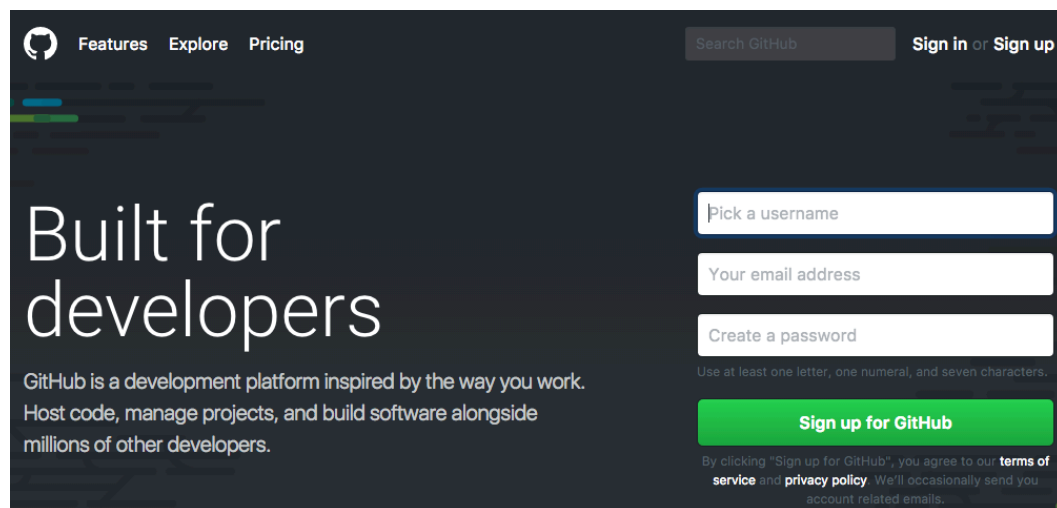 Features Explore Pricing
Search GitHub
Sign in or Sign up
Built for
developers
GitHub is a development platform inspired by the way you work.
Host code, manage projects, and build software alongside
millions of other developers.
Pick a username
Your email address
Create a password
Use at least one letter, one numeral, and seven characters.
Sign up for GitHub
By clicking "Sign up for GitHub", you agree to our terms of
service and privacy policy. We'll occasionally send you
account related emails.